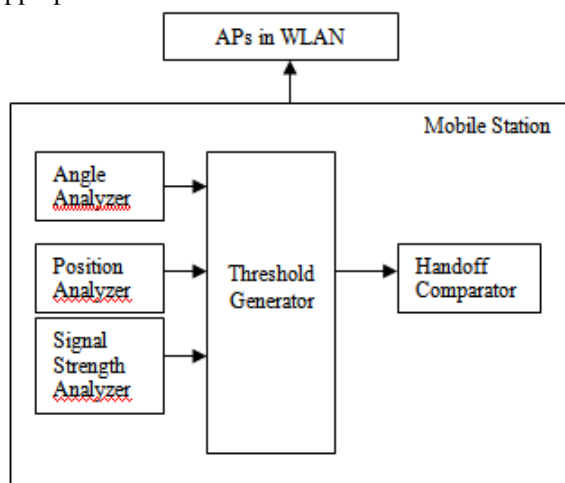 APs in WLAN
Mobile Station
Angle
Analyzer
Position
Analyzer
Signal
Strength
Analyzer
Threshold
Generator
Handoff
Comparator